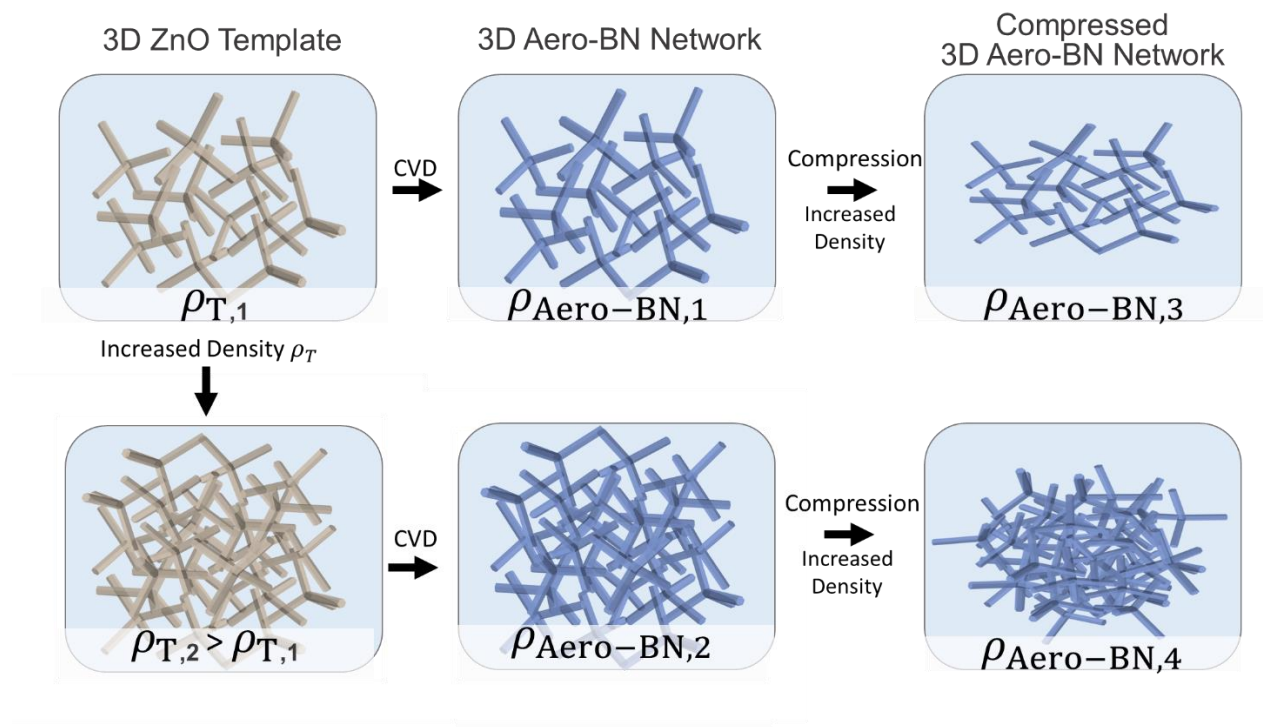 3D ZnO Template
3D Aero-BN Network
Compressed
3D Aero-BN Network
CVD
Compression
Increased
Density
ρT,1
ρAero−BN,1
ρAero−BN,3
Increased Density ρT
CVD
Compression
Increased
Density
ρT,2 > ρT,1
ρAero−BN,2
ρAero−BN,4